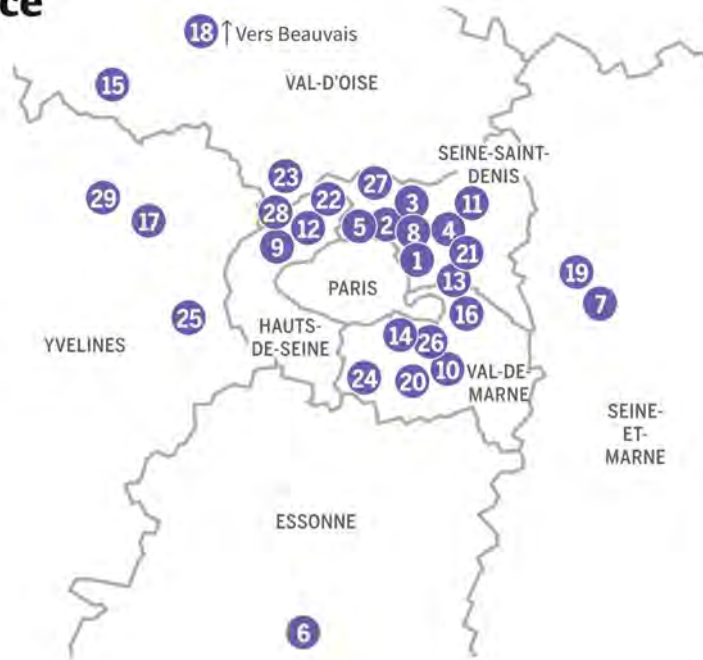 ce
18 ↑ Vers Beauvais
15
VAL-D'OISE
SEINE-SAINT-
DENIS
23
27
29
22
3
11
17
28
12
5
2
8
4
9
21
1
19
13
PARIS
7
25
16
YVELINES
HAUTS-
DE-SEINE
14
26
24
20
10
VAL-DE-
MARNE
SEINE-
ET-
MARNE
ESSONNE
6